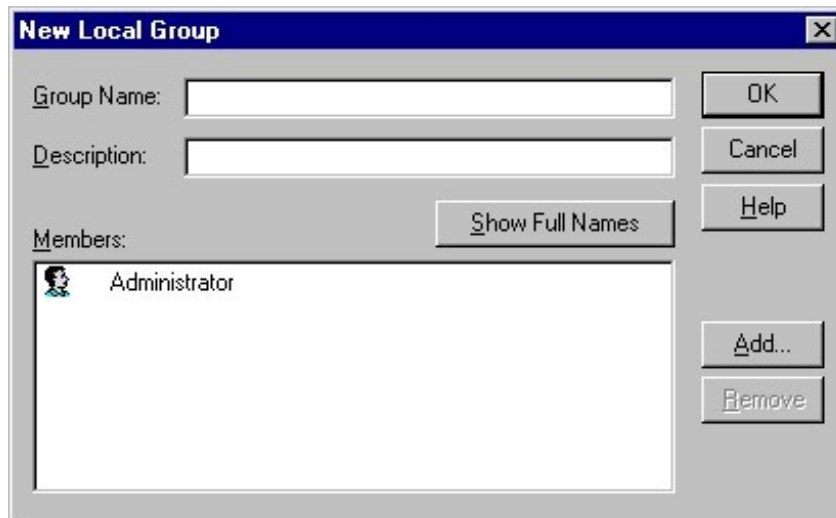 New Local Group
Group Name:
OK
Description:
Cancel
Show Full Names
Help
Members:
Administrator
Add...
Remove